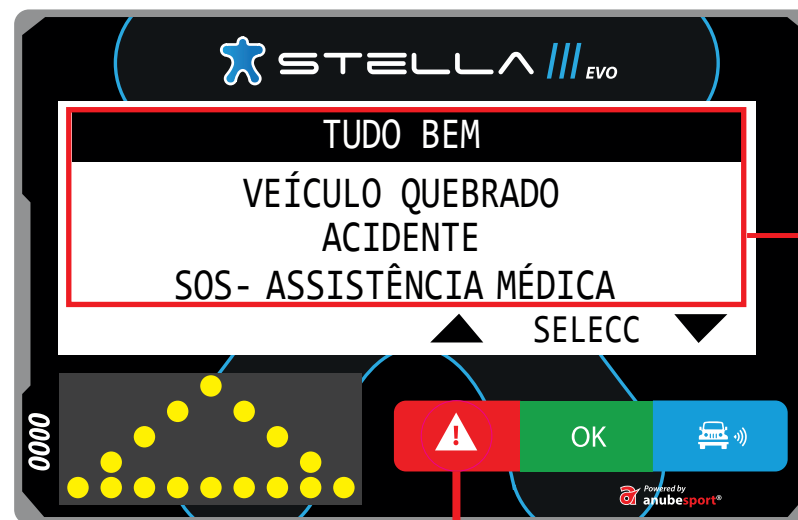 STELLA III EVO
TUDO BEM
VEÍCULO QUEBRADO
ACIDENTE
SOS- ASSISTÊNCIA MÉDICA
SELECC
0000
OK
Powered by
anubesport®